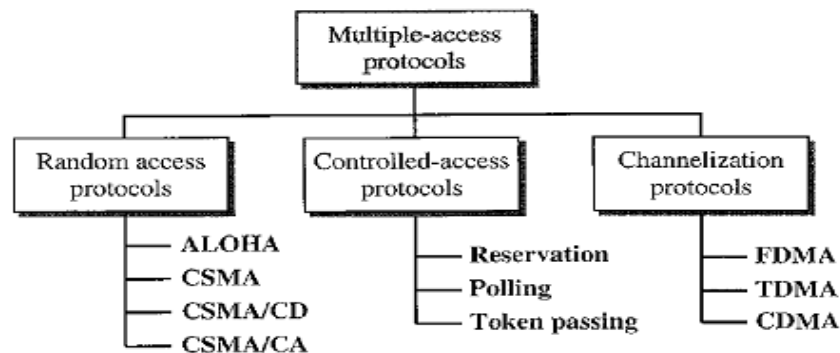 Multiple-access
protocols
Random access
protocols
Controlled-access
protocols
Channelization
protocols
ALOHA
CSMA
CSMA/CD
CSMA/CA
Reservation
Polling
Token passing
FDMA
TDMA
CDMA